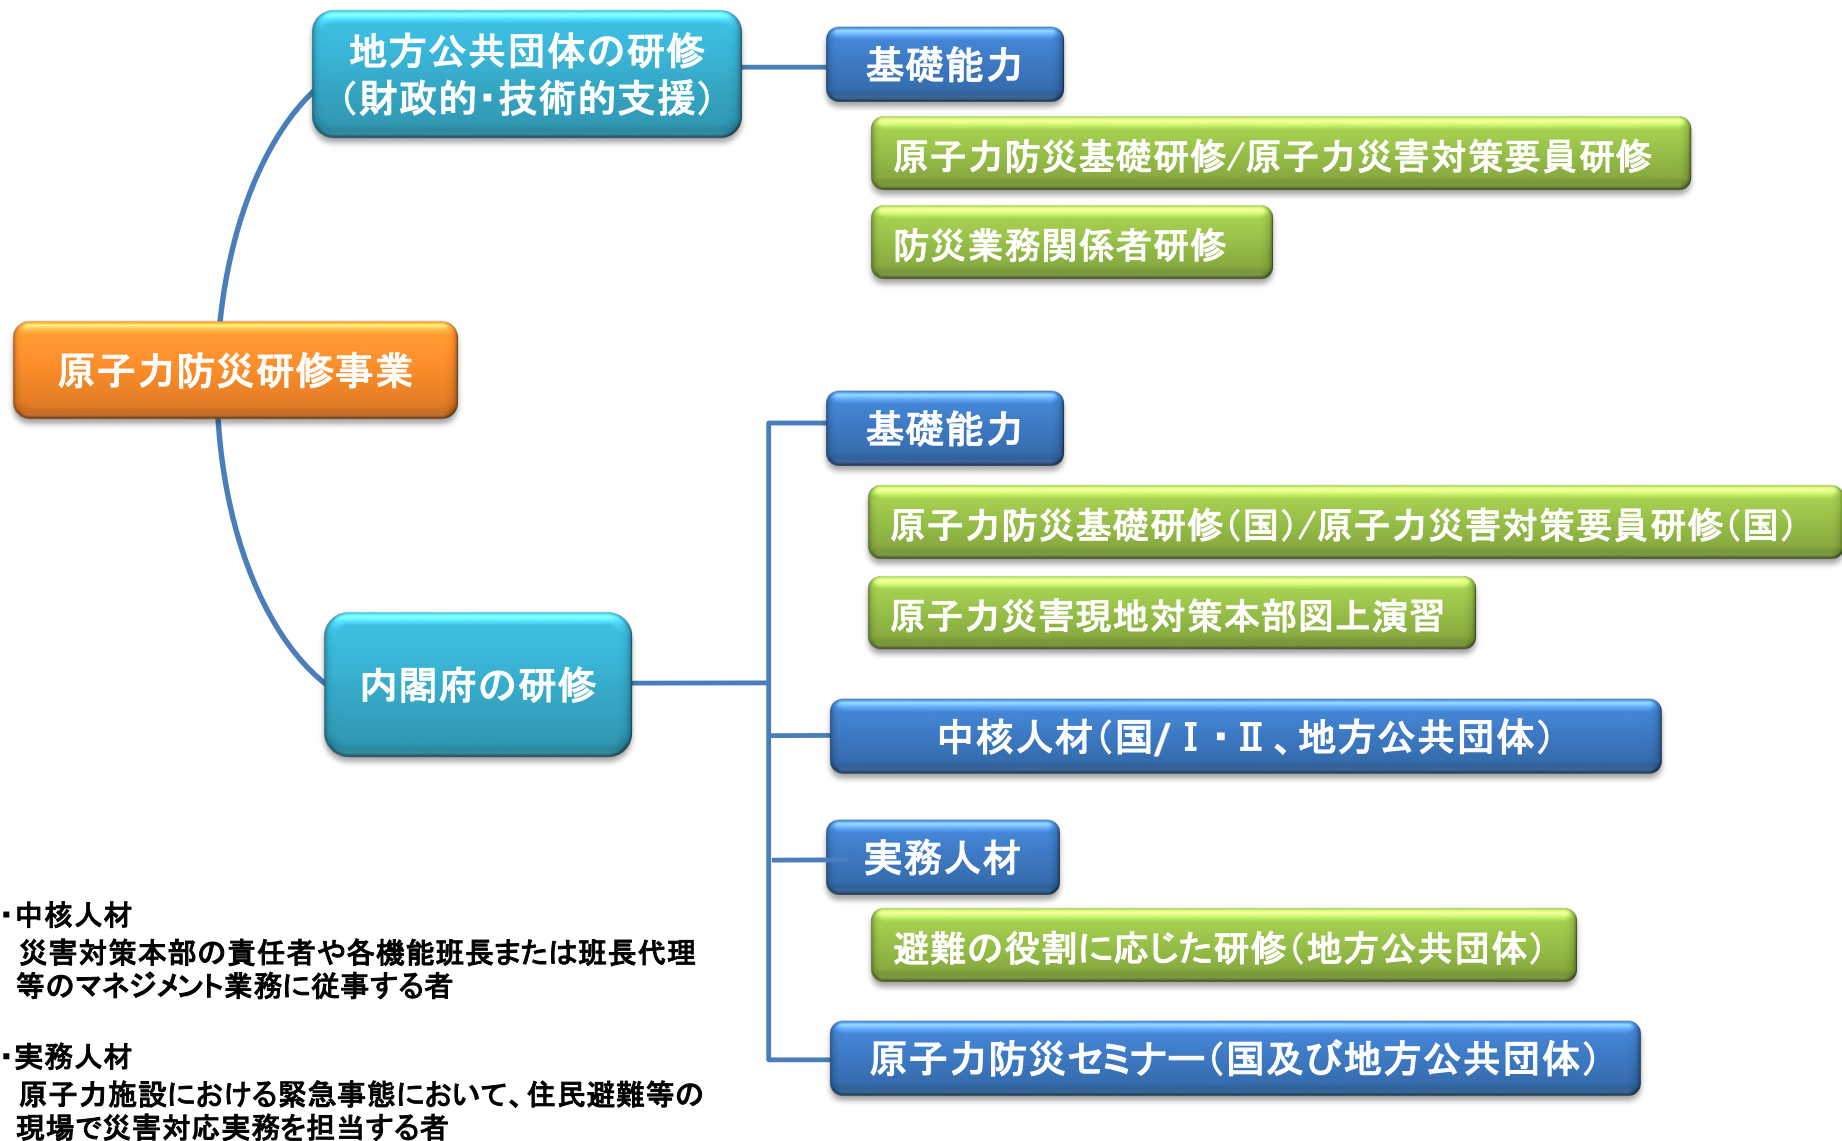 地方公共団体の研修
（財政的・技術的支援）
基礎能力
原子力防災基礎研修/原子力災害対策要員研修
防災業務関係者研修
原子力防災研修事業
基礎能力
原子力防災基礎研修（国）/原子力災害対策要員研修（国）
原子力災害現地対策本部図上演習
内閣府の研修
中核人材（国/Ⅰ・Ⅱ、地方公共団体）
実務人材
避難の役割に応じた研修（地方公共団体）
原子力防災セミナー（国及び地方公共団体）
・中核人材
災害対策本部の責任者や各機能班長または班長代理
等のマネジメント業務に従事する者
・実務人材
原子力施設における緊急事態において、住民避難等の
現場で災害対応実務を担当する者